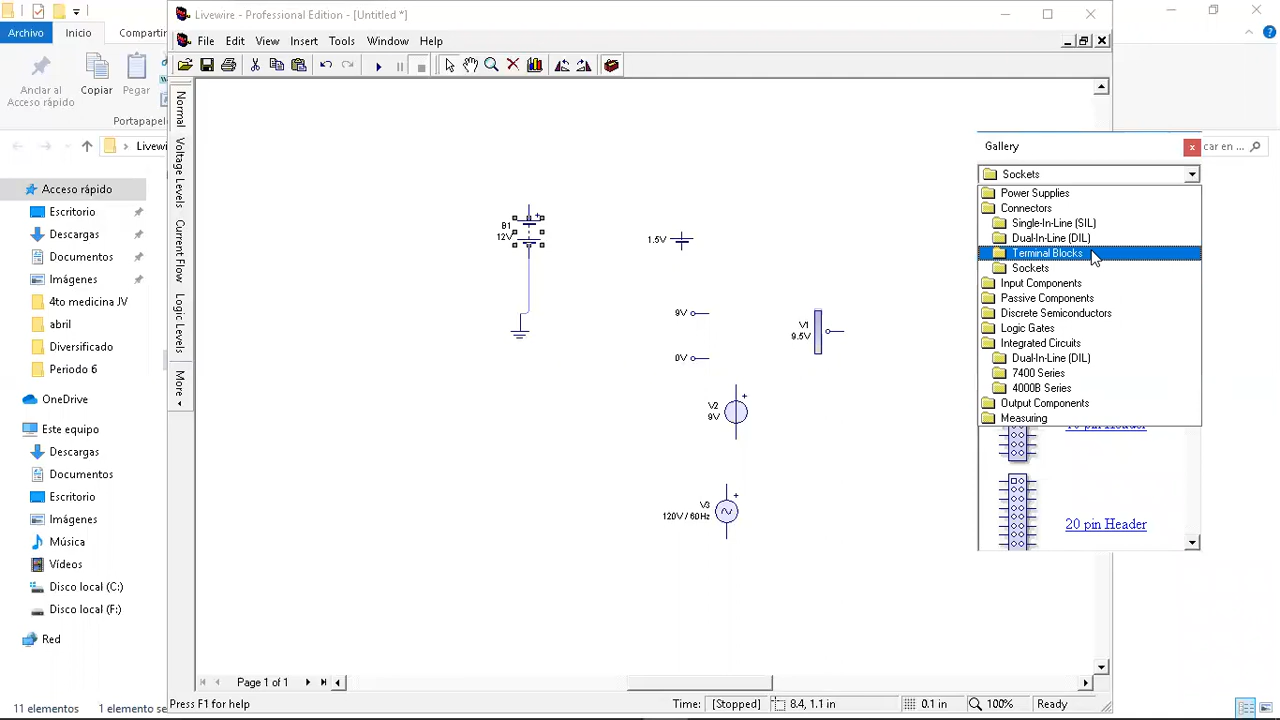 Livewire - Professional Edition - [Untitled *]
Archivo
Inicio
Compartir
File Edit View Insert Tools Window Help
Anclar al
Acceso rápido
Copiar
Pegar
Portapapele
Livewi
Acceso rápido
Escritorio
Descargas
Documentos
Imágenes
4to medicina JV
abril
Diversificado
Periodo 6
OneDrive
Este equipo
Descargas
Documentos
Escritorio
Imágenes
Música
Vídeos
Disco local (C:)
Disco local (F:)
Red
11 elementos
1 elemento se
Normal
Voltage Levels
Current Flow
Logic Levels
More
B1
12V
+
1.5V
9V
0V
V1
9.5V
V2
9V
+
V3
120V / 60Hz
+
Gallery
car en ...
Sockets
Power Supplies
Connectors
Single-In-Line (SIL)
Dual-In-Line (DIL)
Terminal Blocks
Sockets
Input Components
Passive Components
Discrete Semiconductors
Logic Gates
Integrated Circuits
Dual-In-Line (DIL)
7400 Series
4000B Series
Output Components
Measuring
20 pin Header
Page 1 of 1
Press F1 for help
Time: [Stopped]
8.4, 1.1 in
0.1 in
100%
Ready